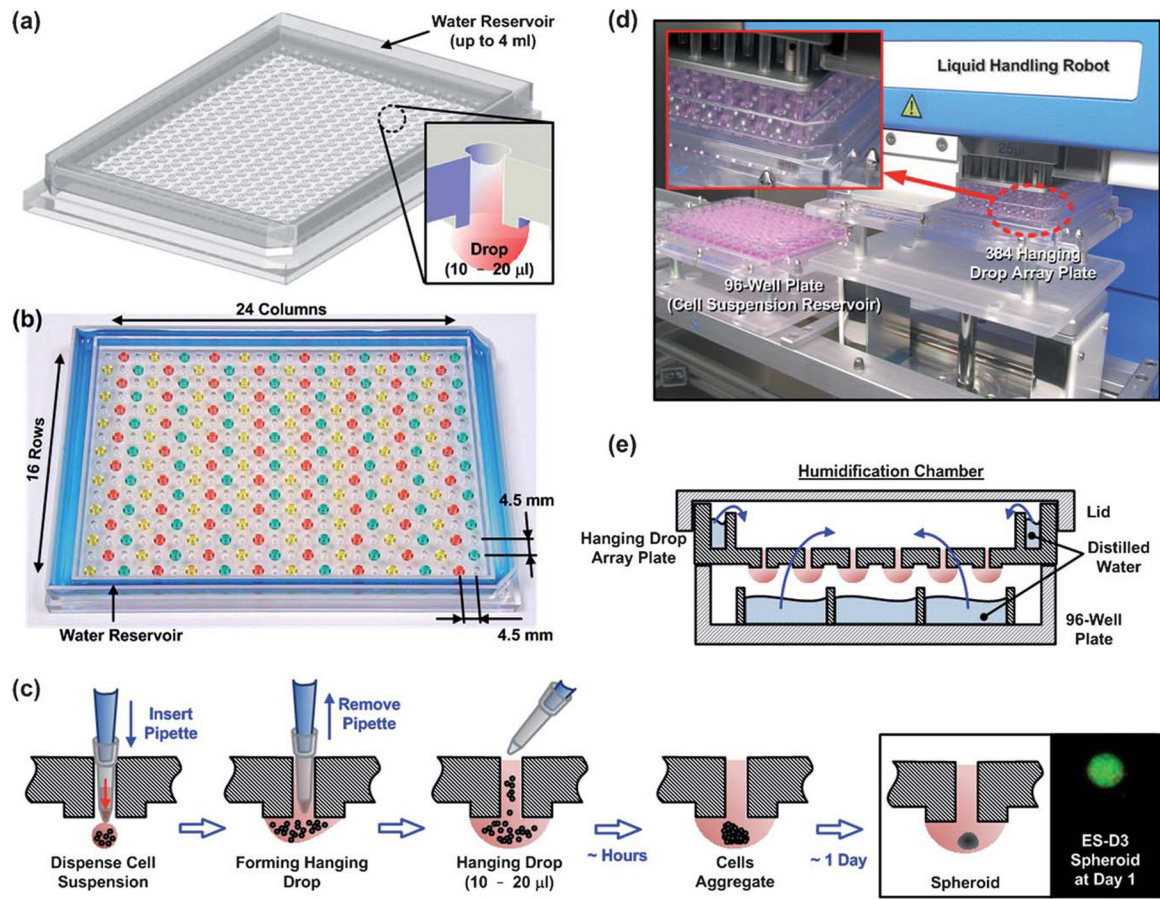 (a)
Water Reservoir
(up to 4 ml)
Drop
(10 – 20 μl)
(b)
24 Columns
16 Rows
4.5 mm
4.5 mm
Water Reservoir
(c)
Insert
Pipette
Remove
Pipette
Dispense Cell
Suspension
Forming Hanging
Drop
Hanging Drop
(10 – 20 μl)
~ Hours
Cells
Aggregate
~ 1 Day
Spheroid
ES-D3
Spheroid
at Day 1
(d)
Liquid Handling Robot
25μl
384 Hanging
Drop Array Plate
96-Well Plate
(Cell Suspension Reservoir)
(e)
Humidification Chamber
Lid
Hanging Drop
Array Plate
Distilled
Water
96-Well
Plate